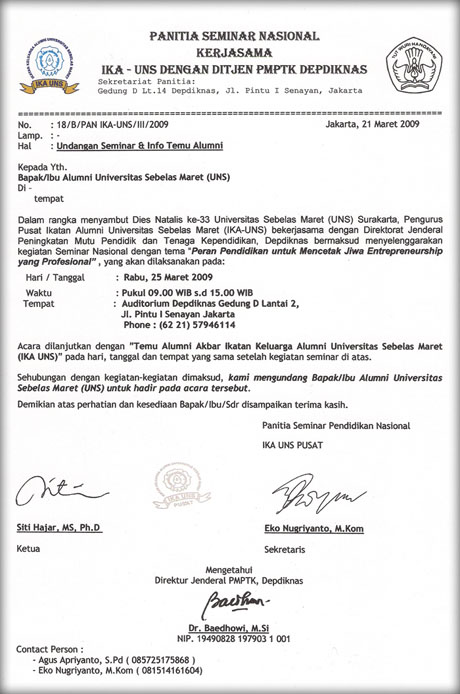 PANITIA SEMINAR NASIONAL
KERJASAMA
IKA - UNS DENGAN DITJEN PMPTK DEPDIKNAS
Sekretariat Panitia:
Gedung D Lt.14 Depdiknas, Jl. Pintu I Senayan, Jakarta
IKA UNS
TUT WURI HANDAYANI
No. : 18/B/PAN IKA-UNS/III/2009 Jakarta, 21 Maret 2009
Lamp. : -
Hal : Undangan Seminar & Info Temu Alumni
Kepada Yth.
Bapak/Ibu Alumni Universitas Sebelas Maret (UNS)
Di -
tempat
Dalam rangka menyambut Dies Natalis ke-33 Universitas Sebelas Maret (UNS) Surakarta, Pengurus
Pusat Ikatan Alumni Universitas Sebelas Maret (IKA-UNS) bekerjasama dengan Direktorat Jenderal
Peningkatan Mutu Pendidik dan Tenaga Kependidikan, Depdiknas bermaksud menyelenggarakan
kegiatan Seminar Nasional dengan tema "Peran Pendidikan untuk Mencetak Jiwa Entrepreurship
yang Profesional", yang akan dilaksanakan pada:
Hari / Tanggal : Rabu, 25 Maret 2009
Waktu : Pukul 09.00 WIB s.d 15.00 WIB
Tempat : Auditorium Depdiknas Gedung D Lantai 2,
Jl. Pintu I Senayan Jakarta
Phone : (62 21) 57946114
Acara dilanjutkan dengan "Temu Alumni Akbar Ikatan Keluarga Alumni Universitas Sebelas Maret
(IKA UNS)" pada hari, tanggal dan tempat yang sama setelah kegiatan seminar di atas.
Sehubungan dengan kegiatan-kegiatan dimaksud, kami mengundang Bapak/Ibu Alumni Universitas
Sebelas Maret (UNS) untuk hadir pada acara tersebut.
Demikian atas perhatian dan kesediaan Bapak/Ibu/Sdr disampaikan terima kasih.
Panitia Seminar Pendidikan Nasional
IKA UNS PUSAT
IKA UNS
PUSAT
Siti Hajar, MS, Ph.D Eko Nugriyanto, M.Kom
Ketua Sekretaris
Mengetahui
Direktur Jenderal PMPTK, Depdiknas
Dr. Baedhowi, M.Si
NIP. 19490828 197903 1 001
Contact Person :
- Agus Apriyanto, S.Pd ( 085725175868 )
- Eko Nugriyanto, M.Kom ( 081514161604)